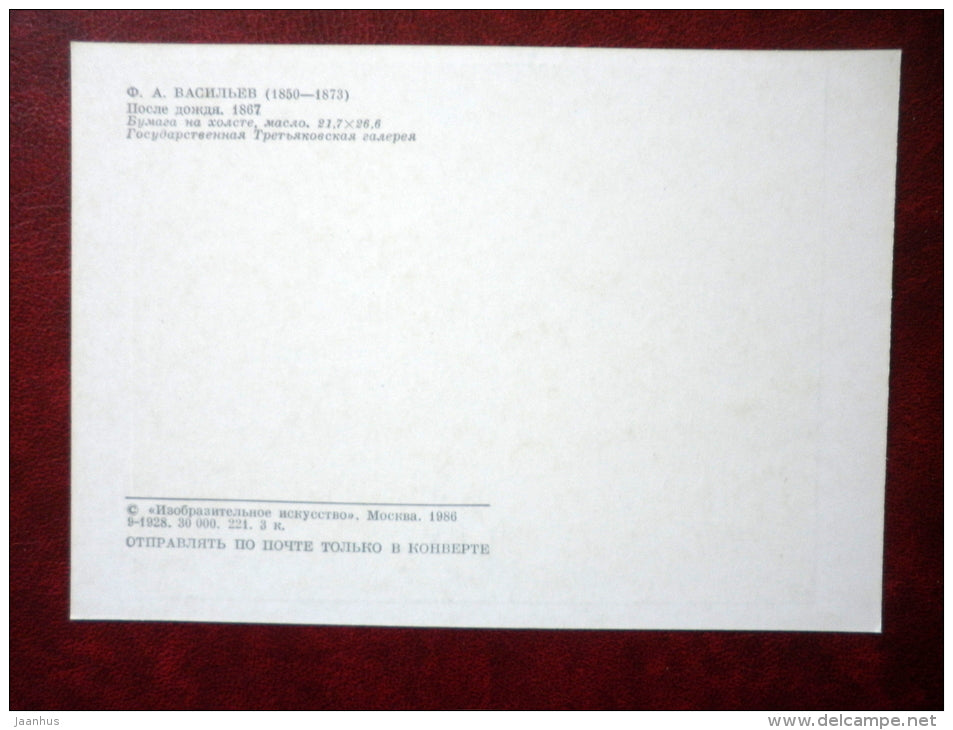 Ф. А. ВАСИЛЬЕВ (1850—1873)
После дождя. 1867
Бумага на холсте, масло. 21,7×26,6
Государственная Третьяковская галерея
© «Изобразительное искусство». Москва. 1986
9-1928. 30 000. 221. 3 к.
ОТПРАВЛЯТЬ ПО ПОЧТЕ ТОЛЬКО В КОНВЕРТЕ
jaanhus
www.delcampe.net